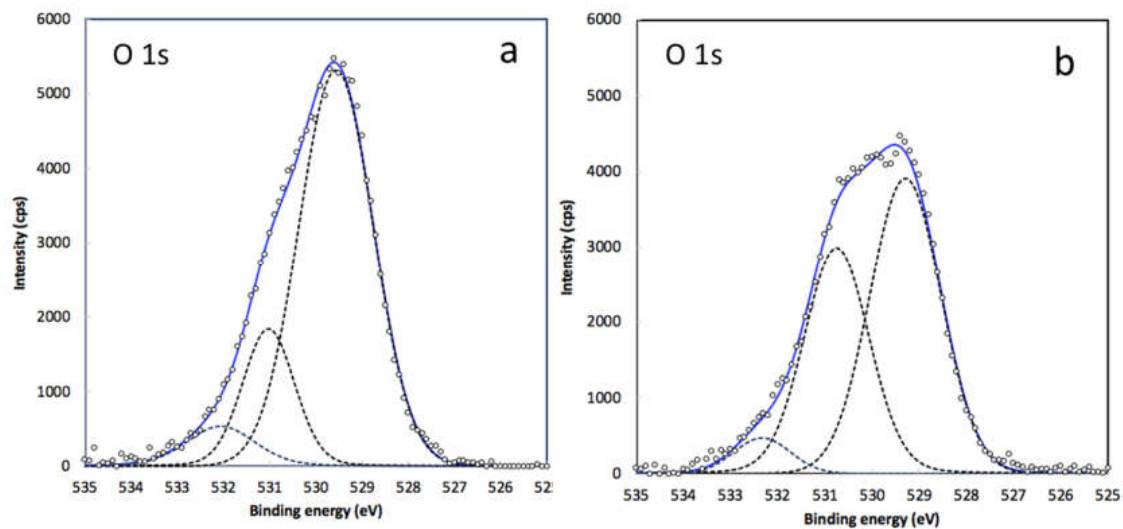 O 1s
a
6000
5000
4000
3000
2000
1000
0
Intensity (cps)
535 534 533 532 531 530 529 528 527 526 52
Binding energy (eV)
O 1s
b
6000
5000
4000
3000
2000
1000
0
Intensity (cps)
535 534 533 532 531 530 529 528 527 526 525
Binding energy (eV)